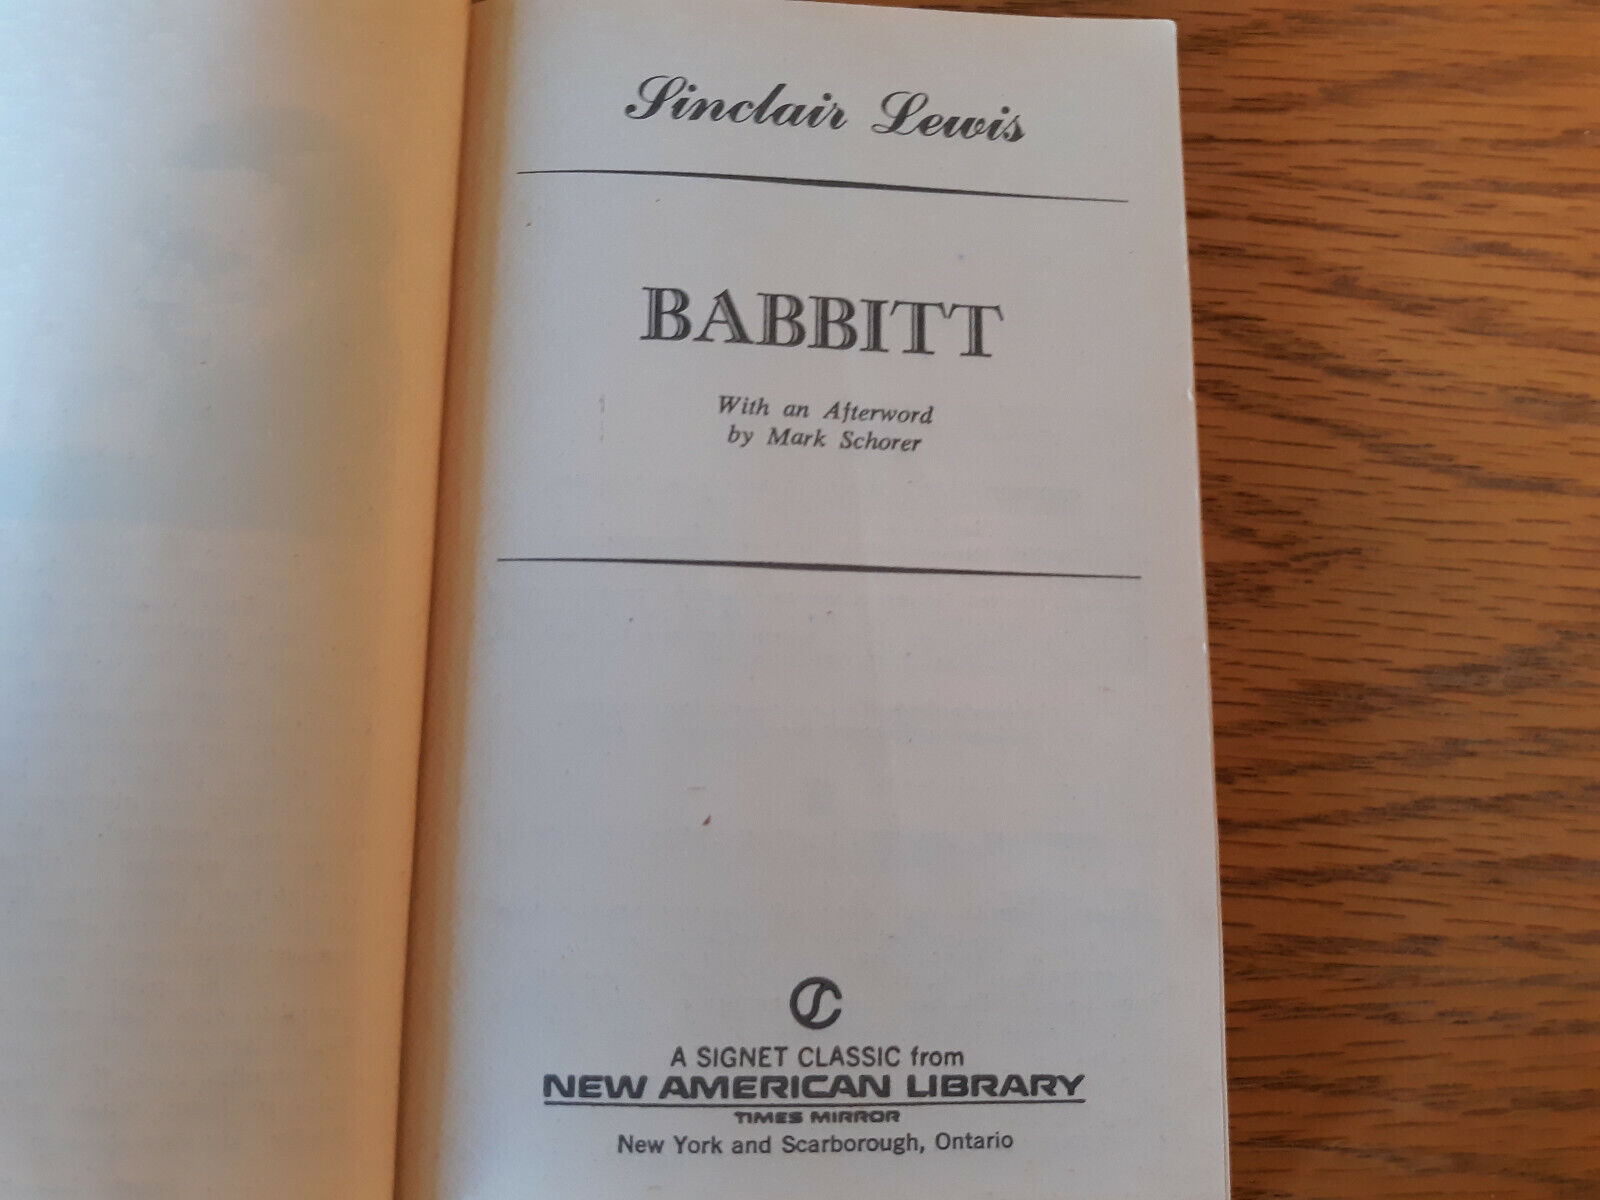 Sinclair Lewis
BABBITT
With an Afterword
by Mark Schorer
A SIGNET CLASSIC from
NEW AMERICAN LIBRARY
TIMES MIRROR
New York and Scarborough, Ontario